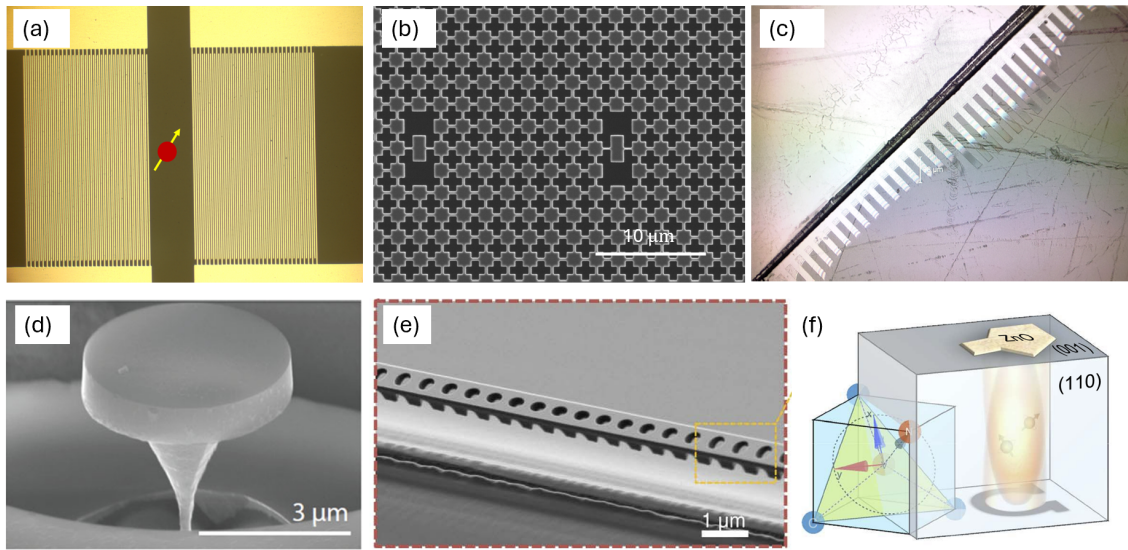 (a)
(b)
10 μm
(c)
(d)
3 μm
(e)
1 μm
(f)
ZnO
(001)
(110)
x
y